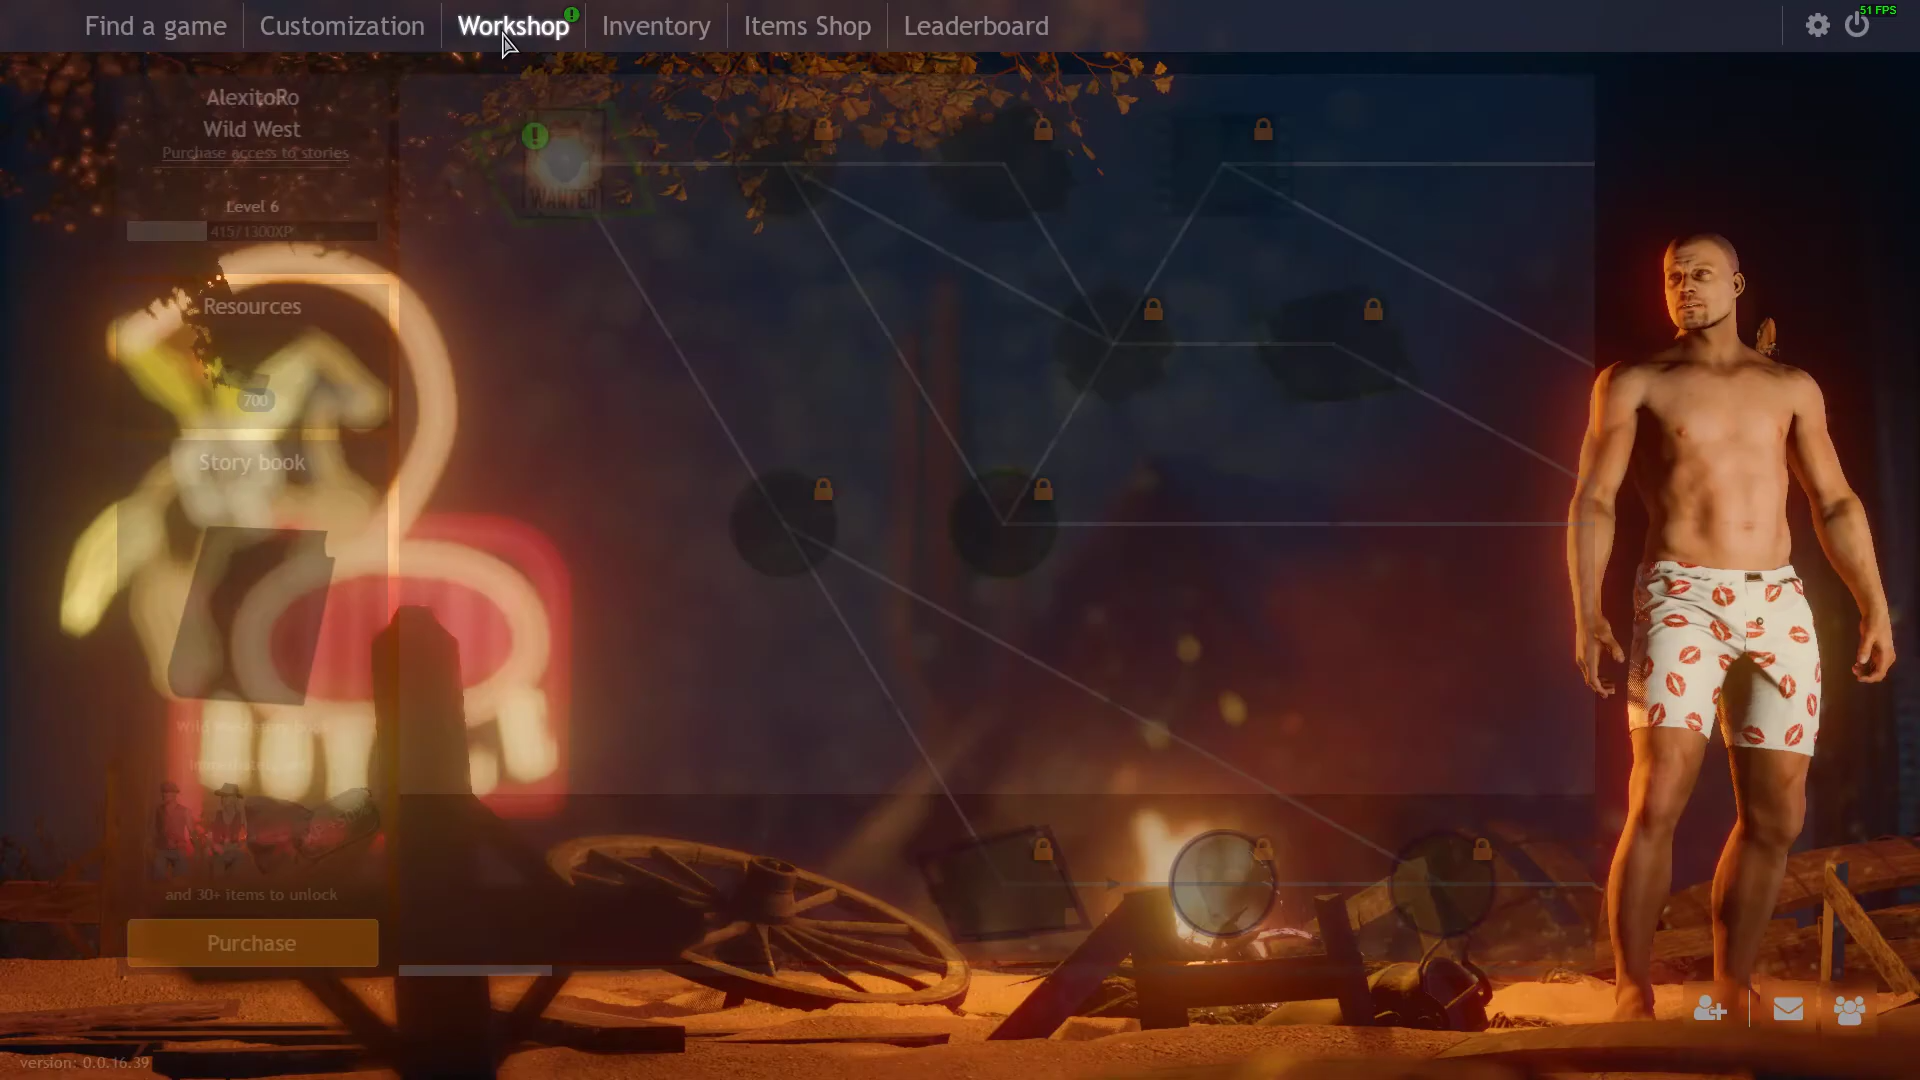 Find a game
Customization
Workshop
Inventory
Items Shop
Leaderboard
51 FPS
AlexitoRo
Wild West
Purchase access to stories
Level 6
415/1300XP
WANTED
Resources
700
Story book
and 30+ items to unlock
Purchase
version: 0.0.16.39